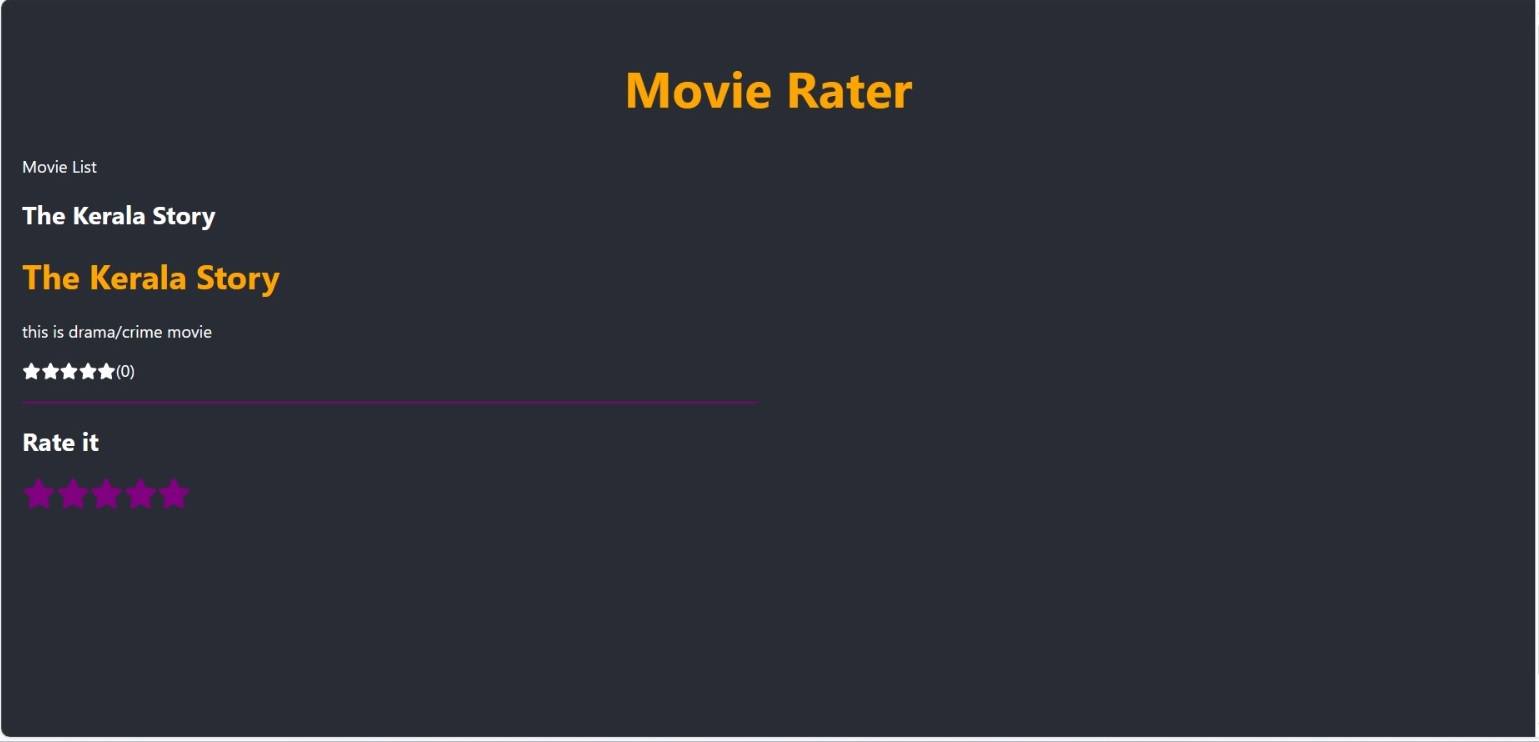 Movie Rater
Movie List
The Kerala Story
The Kerala Story
this is drama/crime movie
(0)
Rate it